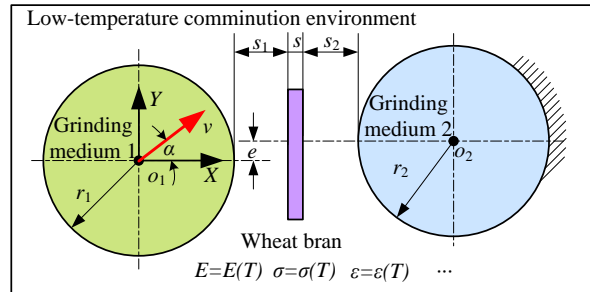 Low-temperature comminution environment
s₁ s s₂
Y
Grinding
medium 1
v
α
X
o₁
r₁
e
Grinding
medium 2
o₂
r₂
Wheat bran
E=E(T) σ=σ(T) ε=ε(T) ...